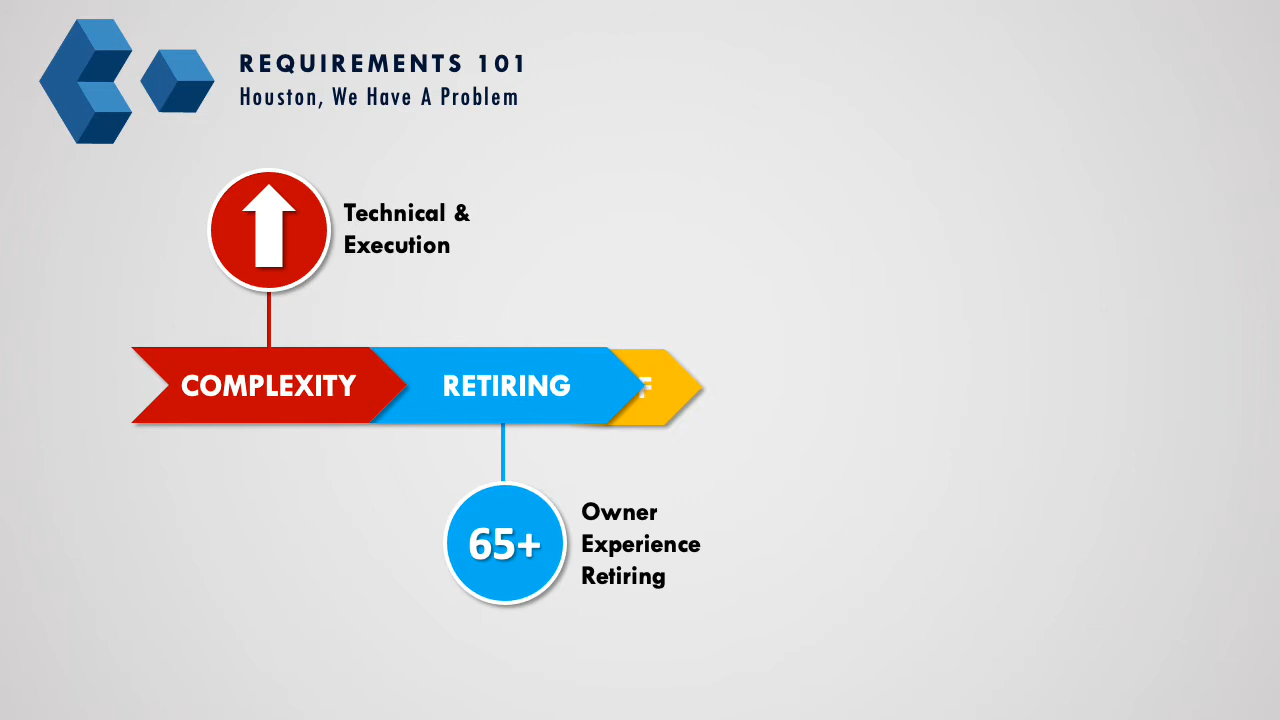 REQUIREMENTS 101
Houston, We Have A Problem
Technical &
Execution
COMPLEXITY
RETIRING
65+
Owner
Experience
Retiring